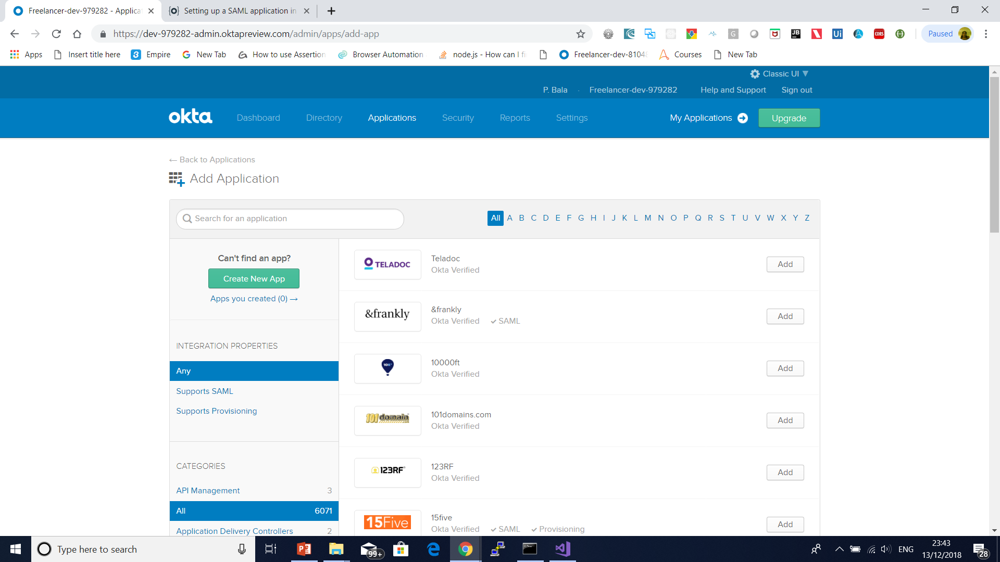 Freelancer-dev-979282 - Applicat
Setting up a SAML application in
https://dev-979282-admin.oktapreview.com/admin/apps/add-app
G
JB
Ui
CORS
Paused
Apps
Insert title here
Empire
New Tab
How to use Assertion
Browser Automation
node.js - How can I fi
Freelancer-dev-81048
Courses
New Tab
Classic UI
P. Bala · Freelancer-dev-979282 Help and Support Sign out
okta
Dashboard
Directory
Applications
Security
Reports
Settings
My Applications
Upgrade
← Back to Applications
Add Application
Search for an application
All A B C D E F G H I J K L M N O P Q R S T U V W X Y Z
Can't find an app?
Create New App
Apps you created (0) →
INTEGRATION PROPERTIES
Any
Supports SAML
Supports Provisioning
CATEGORIES
API Management 3
All 6071
Application Delivery Controllers 2
TELADOC
Teladoc
Okta Verified
Add
&frankly
&frankly
Okta Verified ✓ SAML
Add
10K
10000ft
Okta Verified
Add
101domain
101domains.com
Okta Verified
Add
123RF
123RF
Okta Verified
Add
15Five
15five
Okta Verified ✓ SAML ✓ Provisioning
Add
Type here to search
99+
ENG
23:43
13/12/2018
28